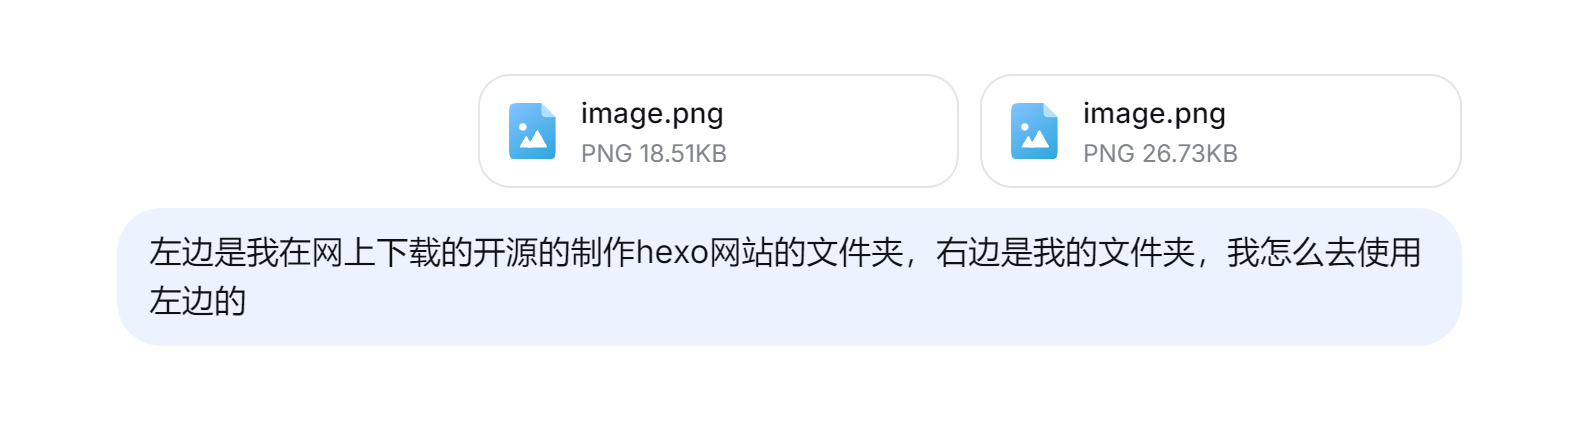 image.png
PNG 18.51KB
image.png
PNG 26.73KB
左边是我在网上下载的开源的制作hexo网站的文件夹，右边是我的文件夹，我怎么去使用
左边的